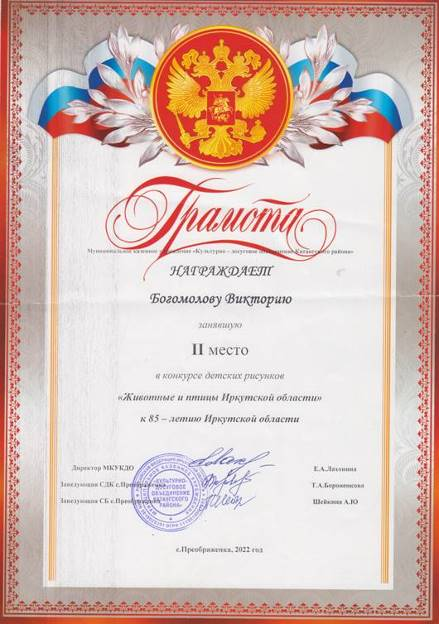 Грамота
Муниципальное казенное учреждение «Культурно – досуговое объединение Катангского района»
НАГРАЖДАЕТ
Богомолову Викторию
занявшую
II место
в конкурсе детских рисунков
«Животные и птицы Иркутской области»
к 85 – летию Иркутской области
Директор МКУКДО Е.А.
Заведующая СДК с.Преображенка Т.А.
Заведующая СБ с.Преображенка Шейкина А.Ю
КУЛЬТУРНО-
ДОСУГОВОЕ
ОБЪЕДИНЕНИЕ
КАТАНГСКОГО
РАЙОНА
с.Преображенка, 2022 год